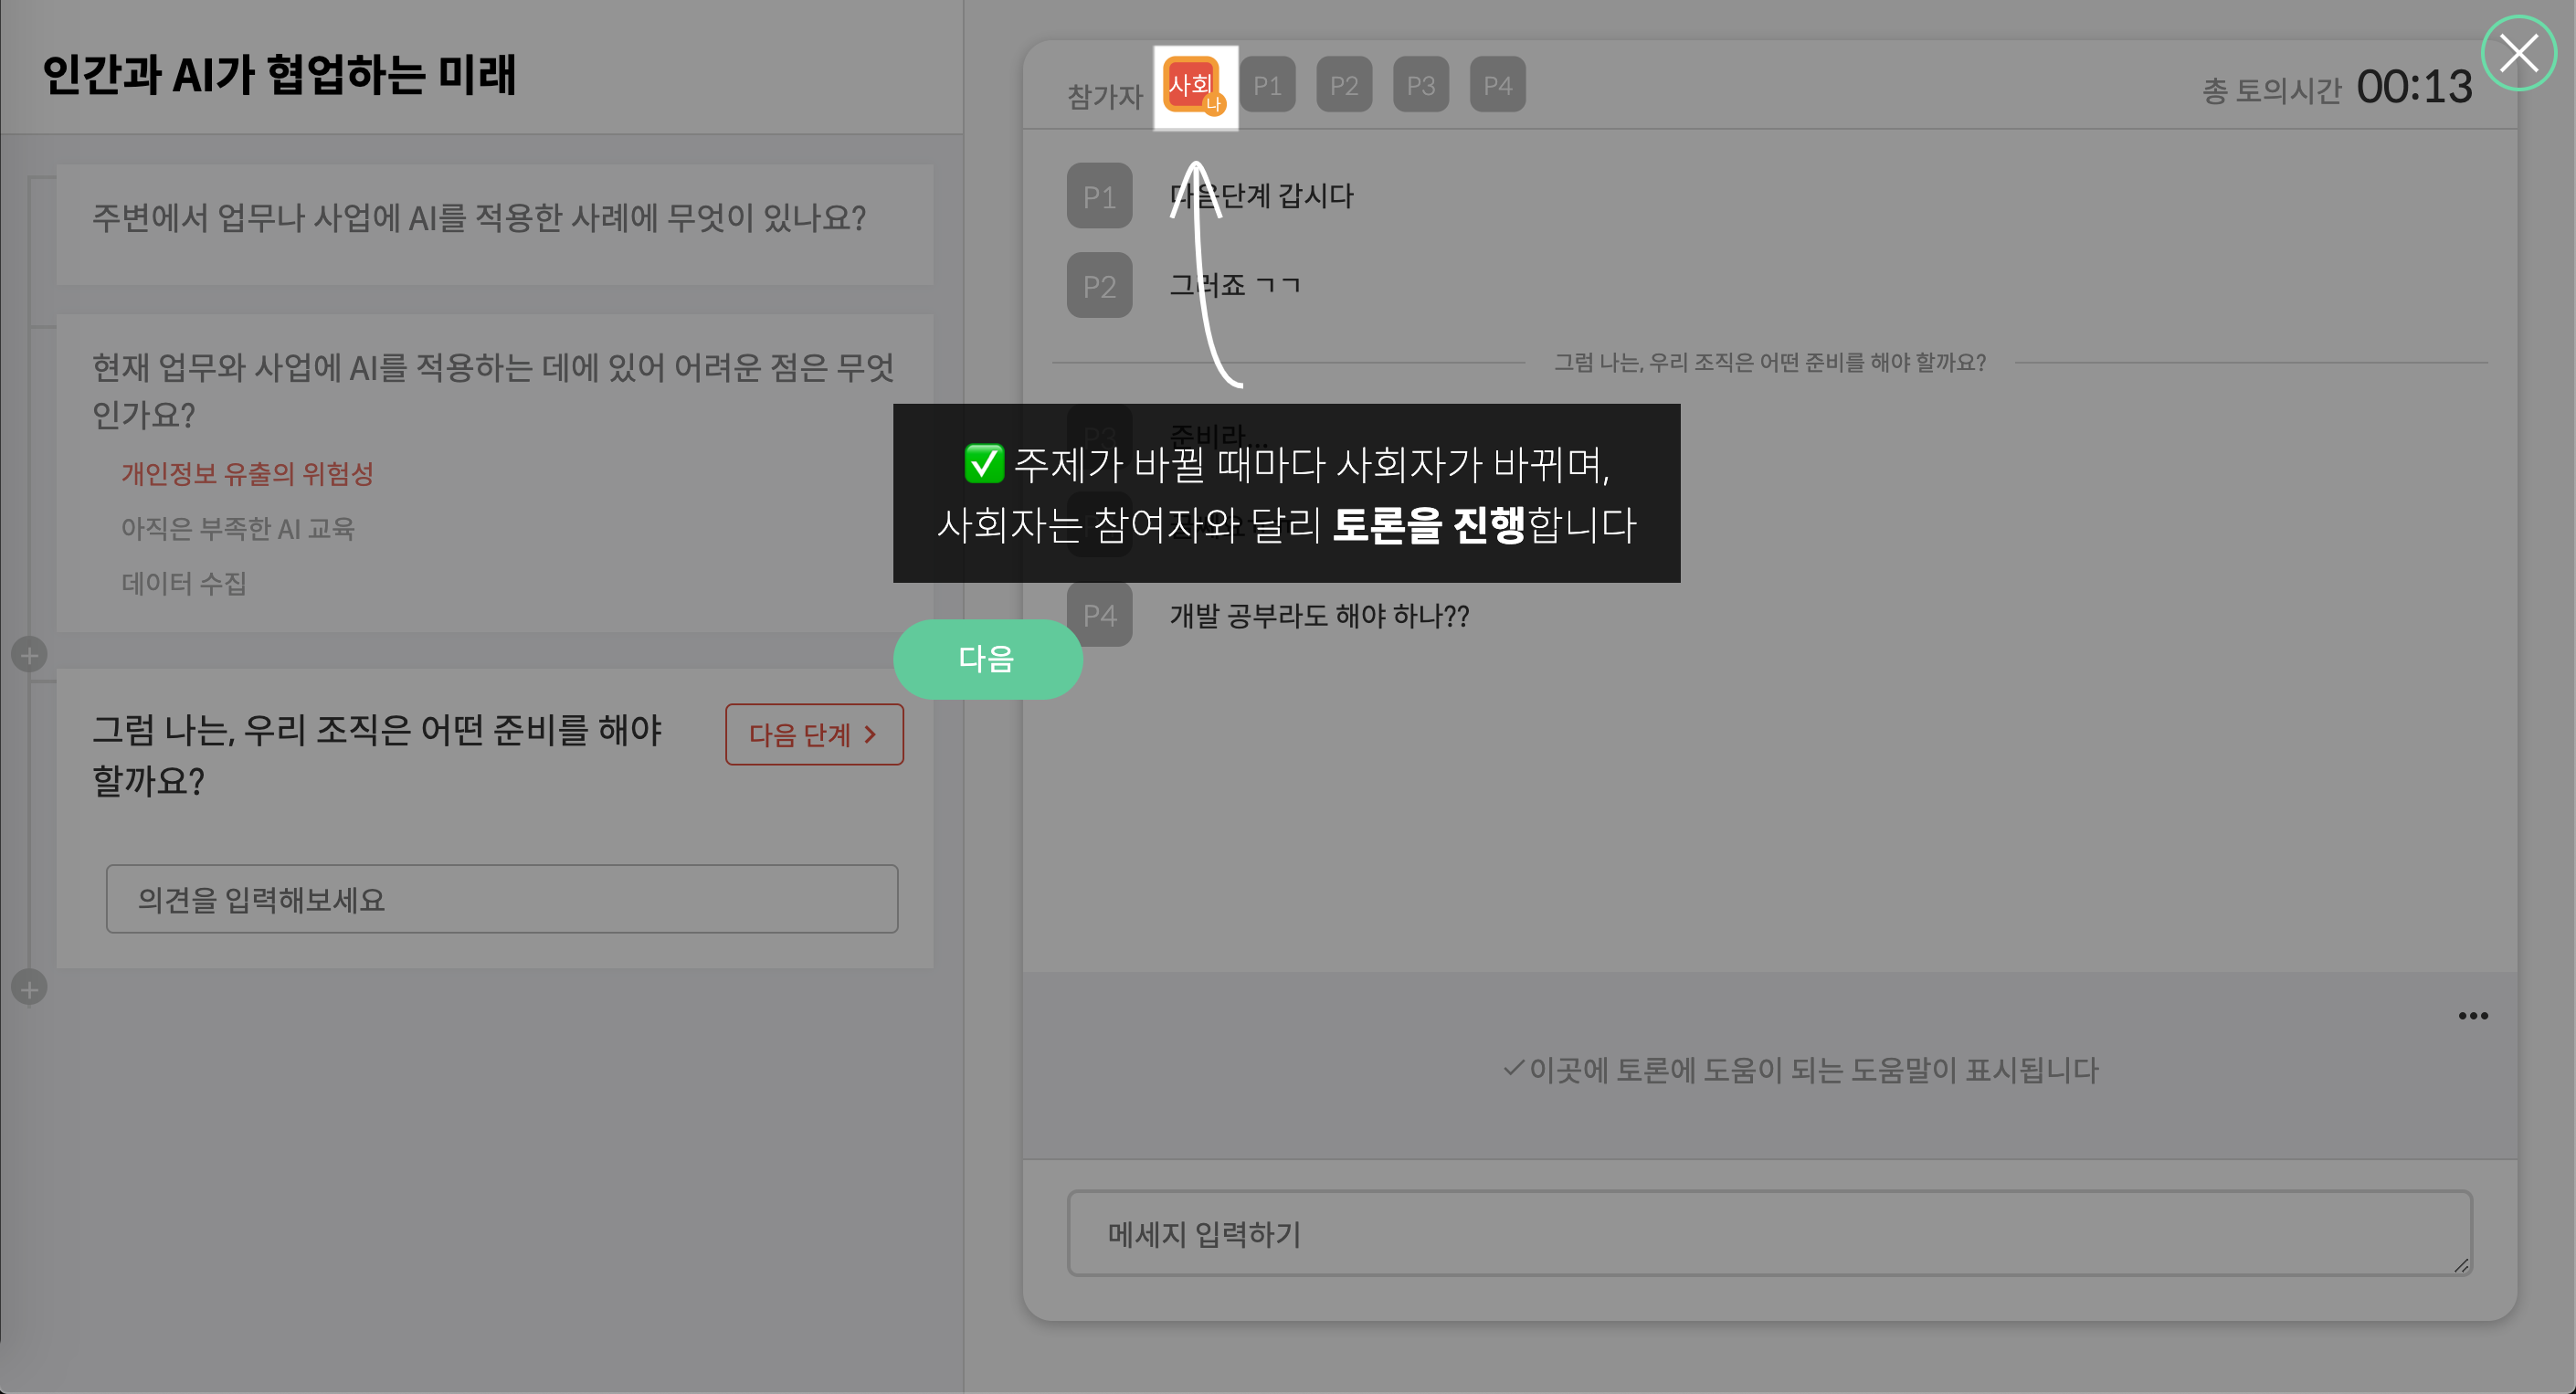 인간과 AI가 협업하는 미래
주변에서 업무나 사업에 AI를 적용한 사례에 무엇이 있나요?
현재 업무와 사업에 AI를 적용하는 데에 있어 어려운 점은 무엇
인가요?
개인정보 유출의 위험성
아직은 부족한 AI 교육
데이터 수집
그럼 나는, 우리 조직은 어떤 준비를 해야
할까요?
다음 단계 >
의견을 입력해보세요
참가자 사회 나 P1 P2 P3 P4
총 토의시간 00:13
P1 다음단계 갑시다
P2 그러죠 ㄱㄱ
그럼 나는, 우리 조직은 어떤 준비를 해야 할까요?
P3 준비라...
✅ 주제가 바뀔 때마다 사회자가 바뀌며,
사회자는 참여자와 달리 토론을 진행합니다
P4 개발 공부라도 해야 하나??
다음
✓이곳에 토론에 도움이 되는 도움말이 표시됩니다
메세지 입력하기